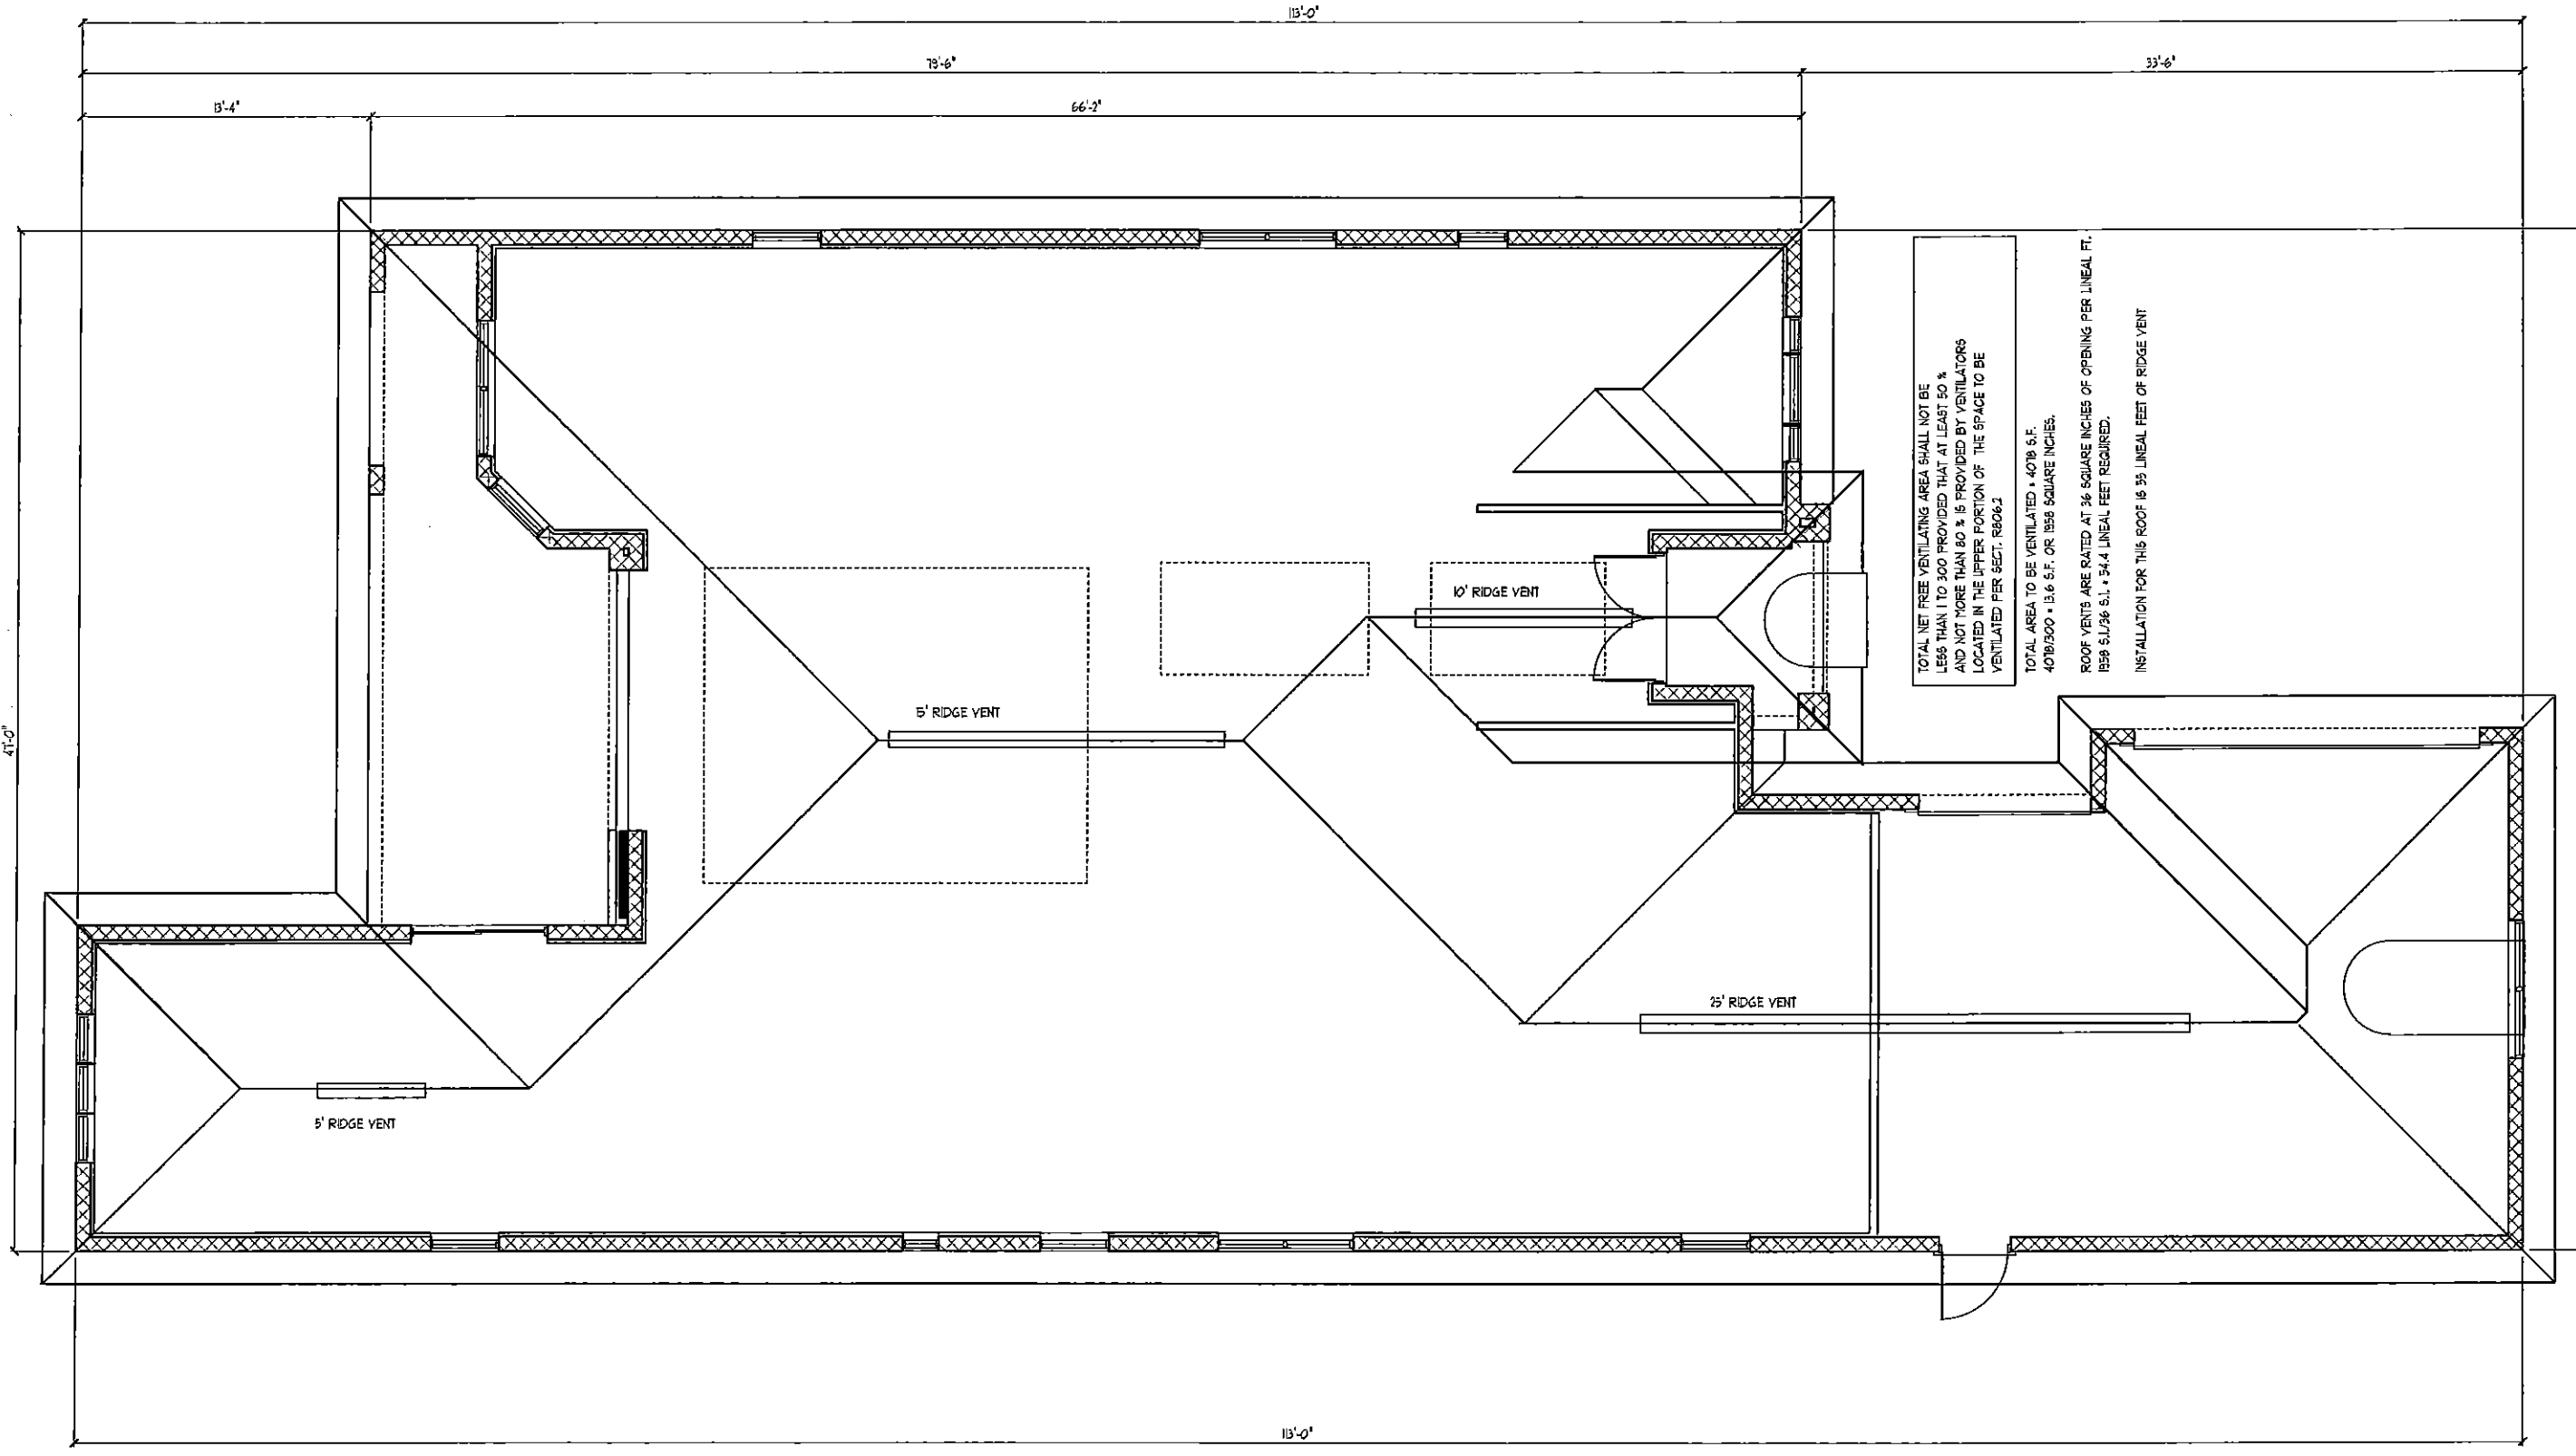 113'-0"
79'-6"
33'-6"
13'-4"
66'-2"
47'-0"
TOTAL NET FREE VENTILATING AREA SHALL NOT BE
LESS THAN 1 TO 300 PROVIDED THAT AT LEAST 50 %
AND NOT MORE THAN 80 % IS PROVIDED BY VENTILATORS
LOCATED IN THE UPPER PORTION OF THE SPACE TO BE
VENTILATED PER SECT. R806.2
TOTAL AREA TO BE VENTILATED = 4078 S.F.
4078/300 = 13.6 S.F. OR 1958 SQUARE INCHES.
ROOF VENTS ARE RATED AT 36 SQUARE INCHES OF OPENING PER LINEAL FT.
1958 S.I./36 S.I. = 54.4 LINEAL FEET REQUIRED.
INSTALLATION FOR THIS ROOF IS 55 LINEAL FEET OF RIDGE VENT
10' RIDGE VENT
15' RIDGE VENT
25' RIDGE VENT
5' RIDGE VENT
113'-0"